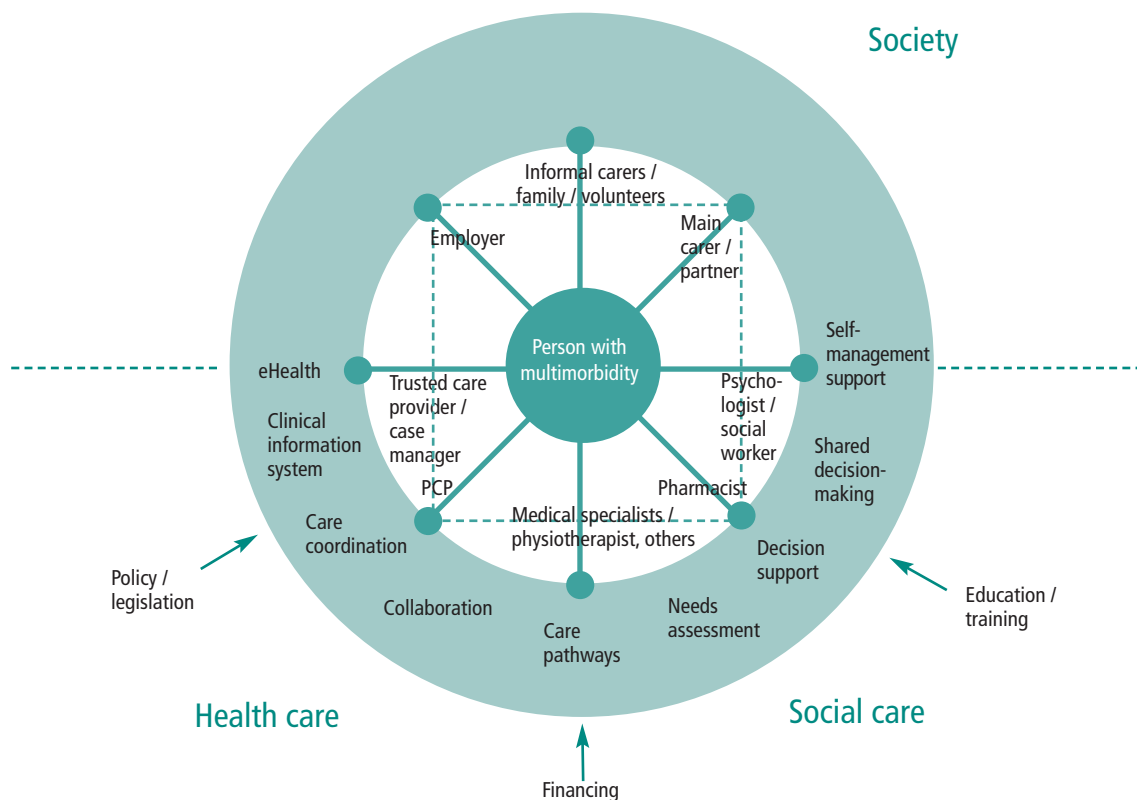 Society
Informal carers /
family / volunteers
Employer
Main
carer /
partner
Person with
multimorbidity
eHealth
Trusted care
provider /
case
manager
Psycho-
logist /
social
worker
Self-
management
support
Clinical
information
system
Shared
decision-
making
PCP
Pharmacist
Medical specialists /
physiotherapist, others
Care
coordination
Decision
support
Policy /
legislation
Collaboration
Care
pathways
Needs
assessment
Education /
training
Health care
Social care
Financing